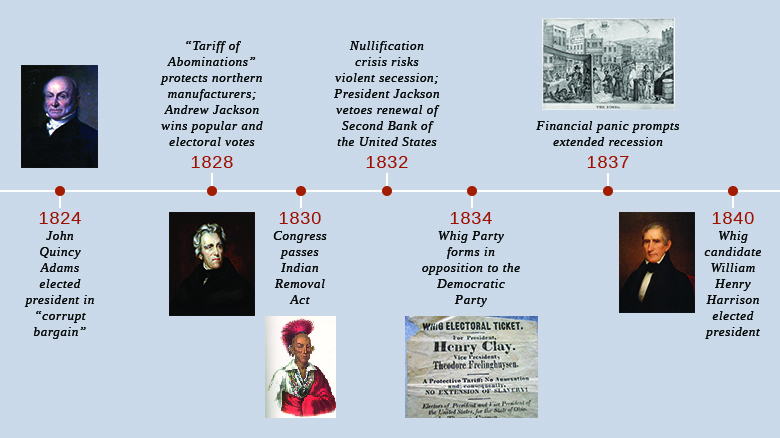 “Tariff of
Abominations”
protects northern
manufacturers;
Andrew Jackson
wins popular and
electoral votes
1828
Nullification
crisis risks
violent secession;
President Jackson
vetoes renewal of
Second Bank of
the United States
1832
THE TIMES.
Financial panic prompts
extended recession
1837
1824
John
Quincy
Adams
elected
president in
“corrupt
bargain”
1830
Congress
passes
Indian
Removal
Act
1834
Whig Party
forms in
opposition to the
Democratic
Party
WHIG ELECTORAL TICKET.
For President,
Henry Clay.
Vice President,
Theodore Frelinghuysen.
A Protective Tariff; No Annexation
and consequently,
NO EXTENSION OF SLAVERY!
Electors of President and Vice President of
the United States, for the State of Ohio.
1840
Whig
candidate
William
Henry
Harrison
elected
president